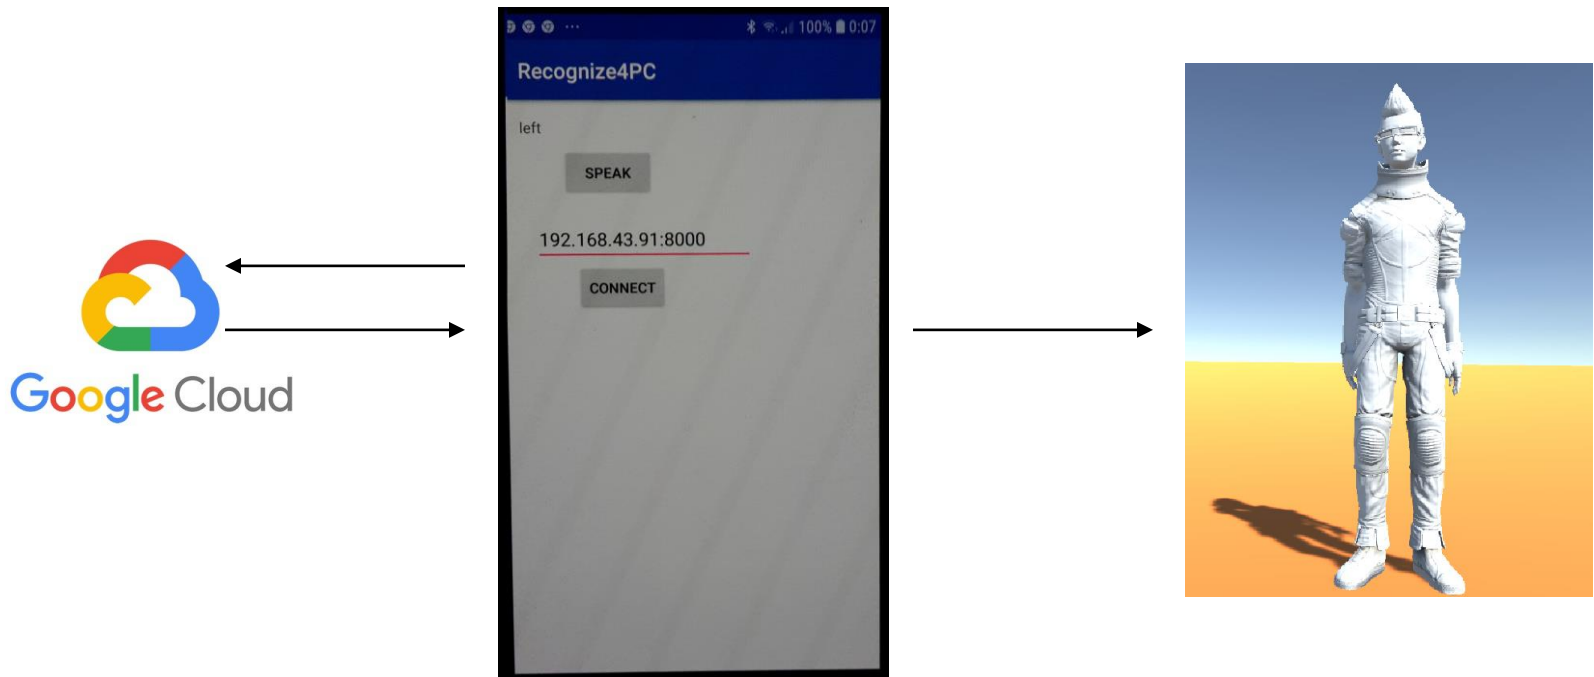 Google Cloud
100% 0:07
Recognize4PC
left
SPEAK
192.168.43.91:8000
CONNECT